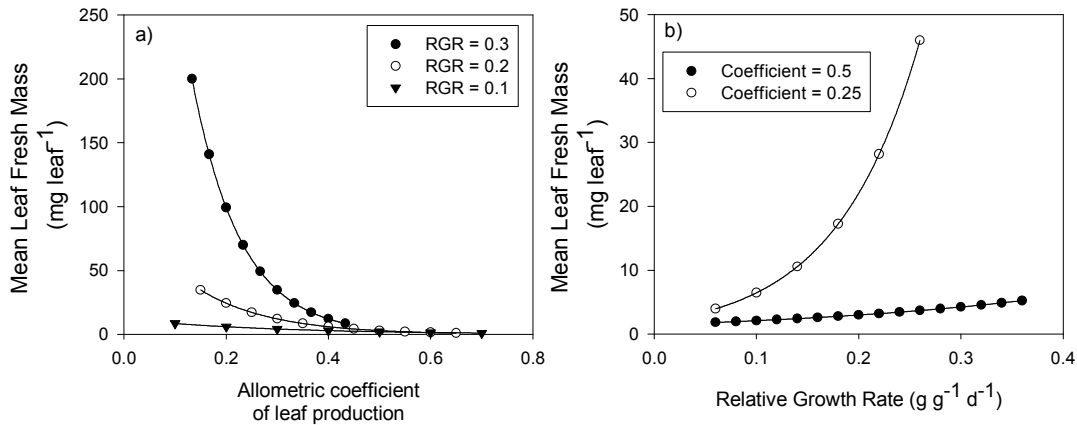 a)
RGR = 0.3
RGR = 0.2
RGR = 0.1
250
200
150
100
50
0
0.0 0.2 0.4 0.6 0.8
Mean Leaf Fresh Mass
(mg leaf⁻¹)
Allometric coefficient
of leaf production
b)
Coefficient = 0.5
Coefficient = 0.25
50
40
30
20
10
0
0.0 0.1 0.2 0.3 0.4
Mean Leaf Fresh Mass
(mg leaf⁻¹)
Relative Growth Rate (g g⁻¹ d⁻¹)